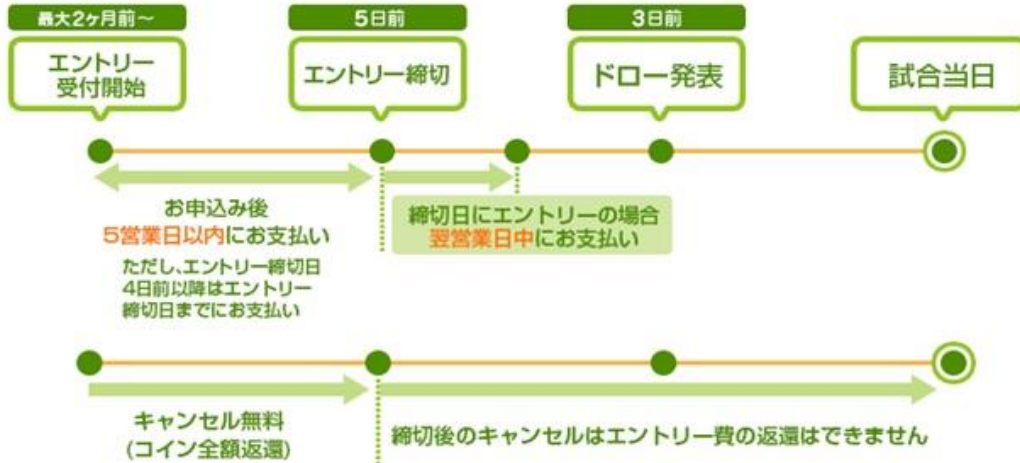 最大2ヶ月前～
エントリー
受付開始
5日前
エントリー締切
3日前
ドロー発表
試合当日
お申込み後
5営業日以内にお支払い
ただし、エントリー締切日
4日前以降はエントリー
締切日までにお支払い
締切日にエントリーの場合
翌営業日中にお支払い
キャンセル無料
(コイン全額返還)
締切後のキャンセルはエントリー費の返還はできません